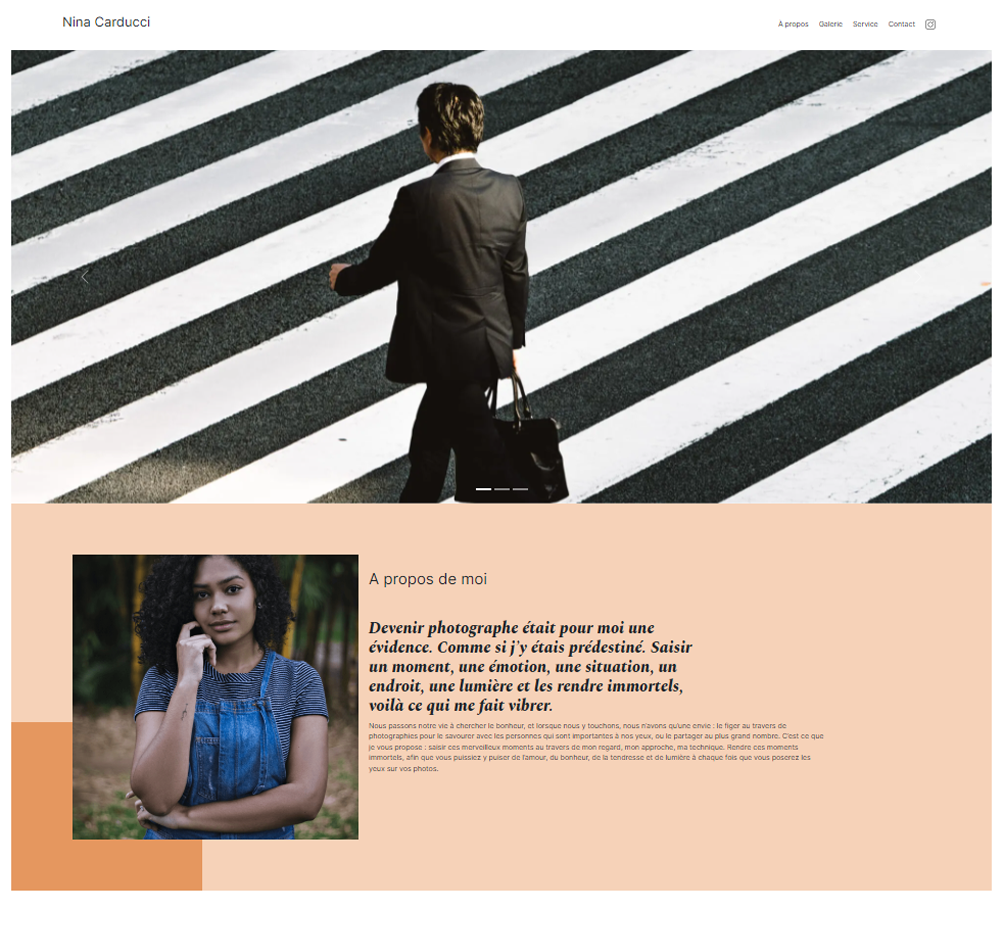 Nina Carducci
A propos Galerie Service Contact
A propos de moi
Devenir photographe était pour moi une
évidence. Comme si j'y étais prédestiné. Saisir
un moment, une émotion, une situation, un
endroit, une lumière et les rendre immortels,
voilà ce qui me fait vibrer.
Nous passons notre vie à chercher le bonheur, et lorsque nous y touchons, nous n'avons qu'une envie : le figer au travers de
photographies pour le savourer avec les personnes qui sont importantes à nos yeux, ou le partager au plus grand nombre. C'est ce que
je vous propose : saisir ces merveilleux moments au travers de mon regard, mon approche, ma technique. Rendre ces moments
immortels, afin que vous puissiez y puiser de l'amour, du bonheur, de la tendresse et de lumière à chaque fois que vous poserez les
yeux sur vos photos.